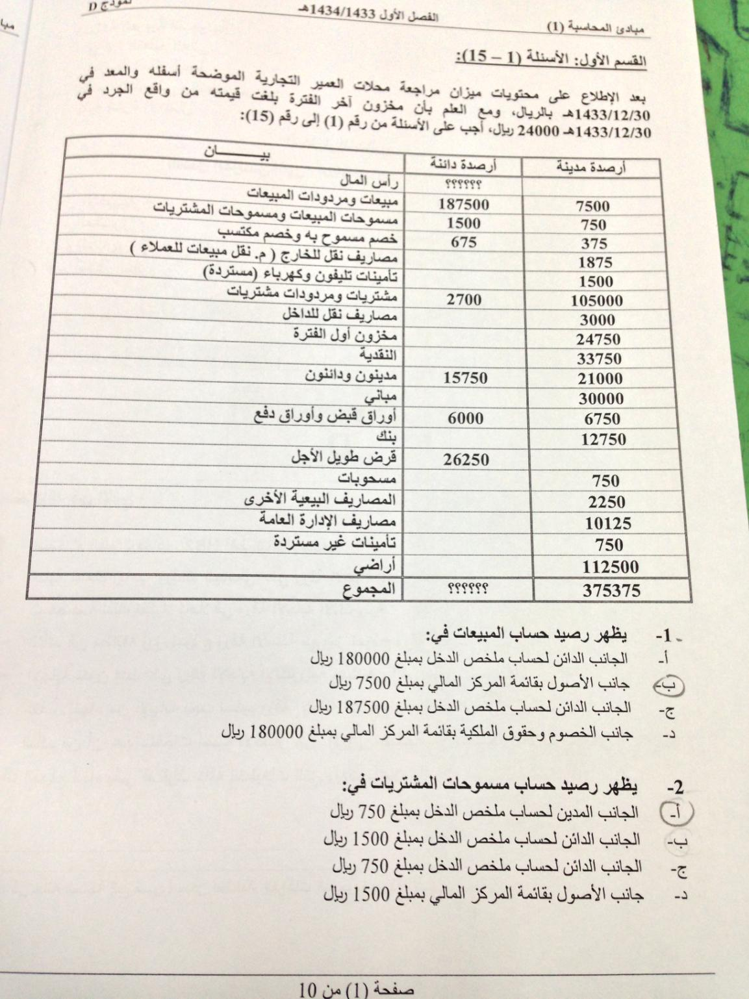 مبادئ المحاسبة (1) الفصل الأول 1434/1433هـ نموذج D
القسم الأول: الأسئلة (1 – 15):
بعد الإطلاع على محتويات ميزان مراجعة محلات العمير التجارية الموضحة أسفله والمعد في
1433/12/30هـ بالريال، ومع العلم بأن مخزون آخر الفترة بلغت قيمته من واقع الجرد في
1433/12/30هـ 24000 ريال، أجب على الأسئلة من رقم (1) إلى رقم (15):
أرصدة مدينة أرصدة دائنة بيـــــــان
؟؟؟؟؟؟ رأس المال
7500 187500 مبيعات ومردودات المبيعات
750 1500 مسموحات المبيعات ومسموحات المشتريات
375 675 خصم مسموح به وخصم مكتسب
1875 مصاريف نقل للخارج ( م. نقل مبيعات للعملاء )
1500 تأمينات تليفون وكهرباء (مستردة)
105000 2700 مشتريات ومردودات مشتريات
3000 مصاريف نقل للداخل
24750 مخزون أول الفترة
33750 النقدية
21000 15750 مدينون ودائنون
30000 مباني
6750 6000 أوراق قبض وأوراق دفع
12750 بنك
26250 قرض طويل الأجل
750 مسحوبات
2250 المصاريف البيعية الأخرى
10125 مصاريف الإدارة العامة
750 تأمينات غير مستردة
112500 أراضي
375375 ؟؟؟؟؟؟ المجموع
1- يظهر رصيد حساب المبيعات في:
أ- الجانب الدائن لحساب ملخص الدخل بمبلغ 180000 ريال
ب- جانب الأصول بقائمة المركز المالي بمبلغ 7500 ريال
ج- الجانب الدائن لحساب ملخص الدخل بمبلغ 187500 ريال
د- جانب الخصوم وحقوق الملكية بقائمة المركز المالي بمبلغ 180000 ريال
2- يظهر رصيد حساب مسموحات المشتريات في:
أ- الجانب المدين لحساب ملخص الدخل بمبلغ 750 ريال
ب- الجانب الدائن لحساب ملخص الدخل بمبلغ 1500 ريال
ج- الجانب الدائن لحساب ملخص الدخل بمبلغ 750 ريال
د- جانب الأصول بقائمة المركز المالي بمبلغ 1500 ريال
صفحة (1) من 10